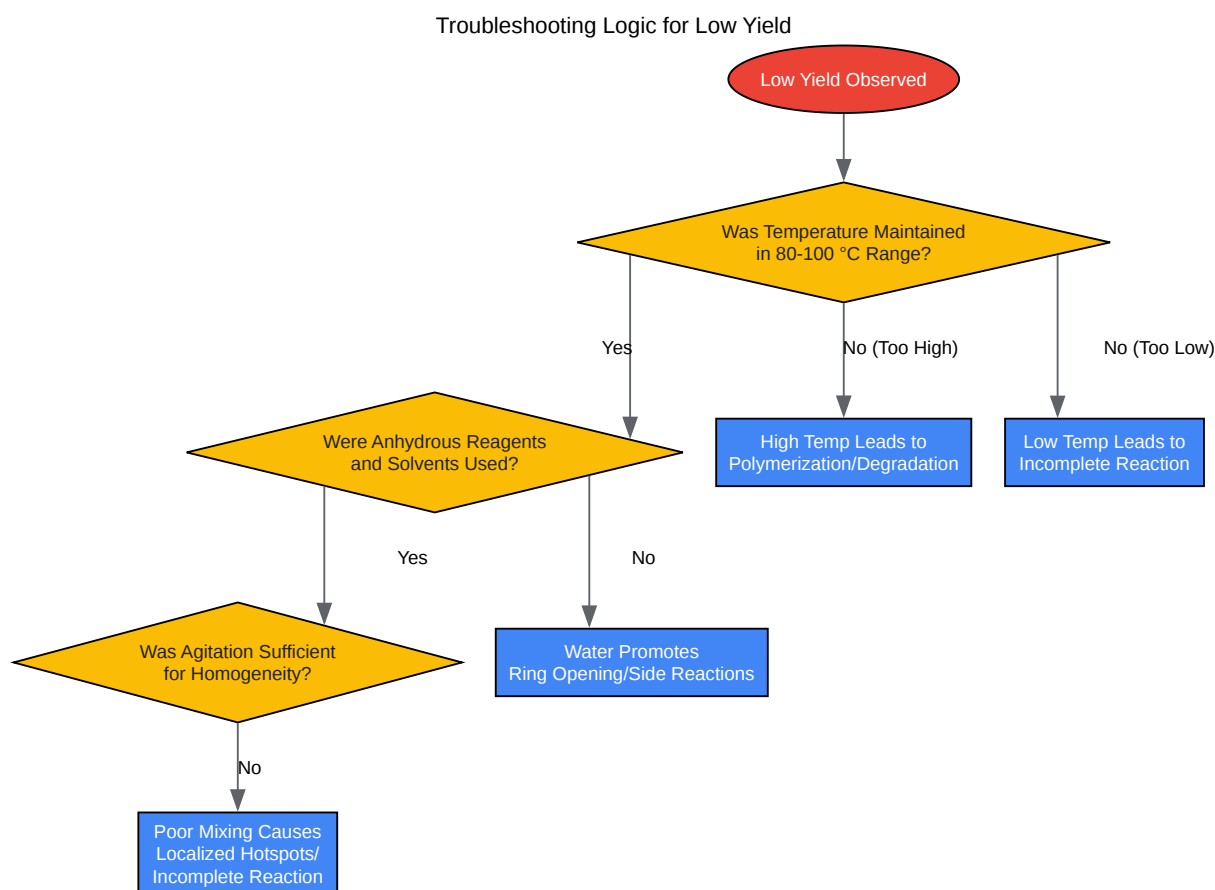 Troubleshooting Logic for Low Yield
Low Yield Observed
Was Temperature Maintained
in 80-100 °C Range?
Yes
No (Too High)
No (Too Low)
Were Anhydrous Reagents
and Solvents Used?
High Temp Leads to
Polymerization/Degradation
Low Temp Leads to
Incomplete Reaction
Yes
No
Was Agitation Sufficient
for Homogeneity?
Water Promotes
Ring Opening/Side Reactions
No
Poor Mixing Causes
Localized Hotspots/
Incomplete Reaction